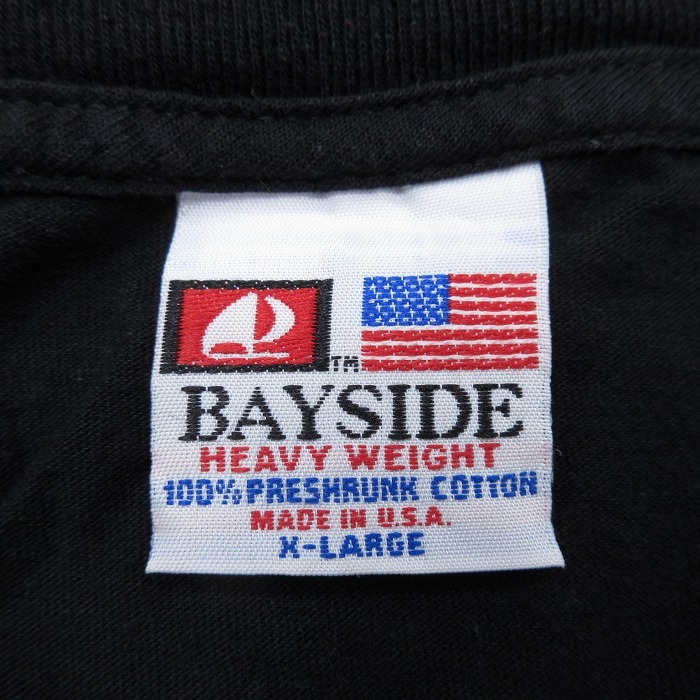 TM
BAYSIDE
HEAVY WEIGHT
100% PRESHRUNK COTTON
MADE IN U.S.A.
X-LARGE